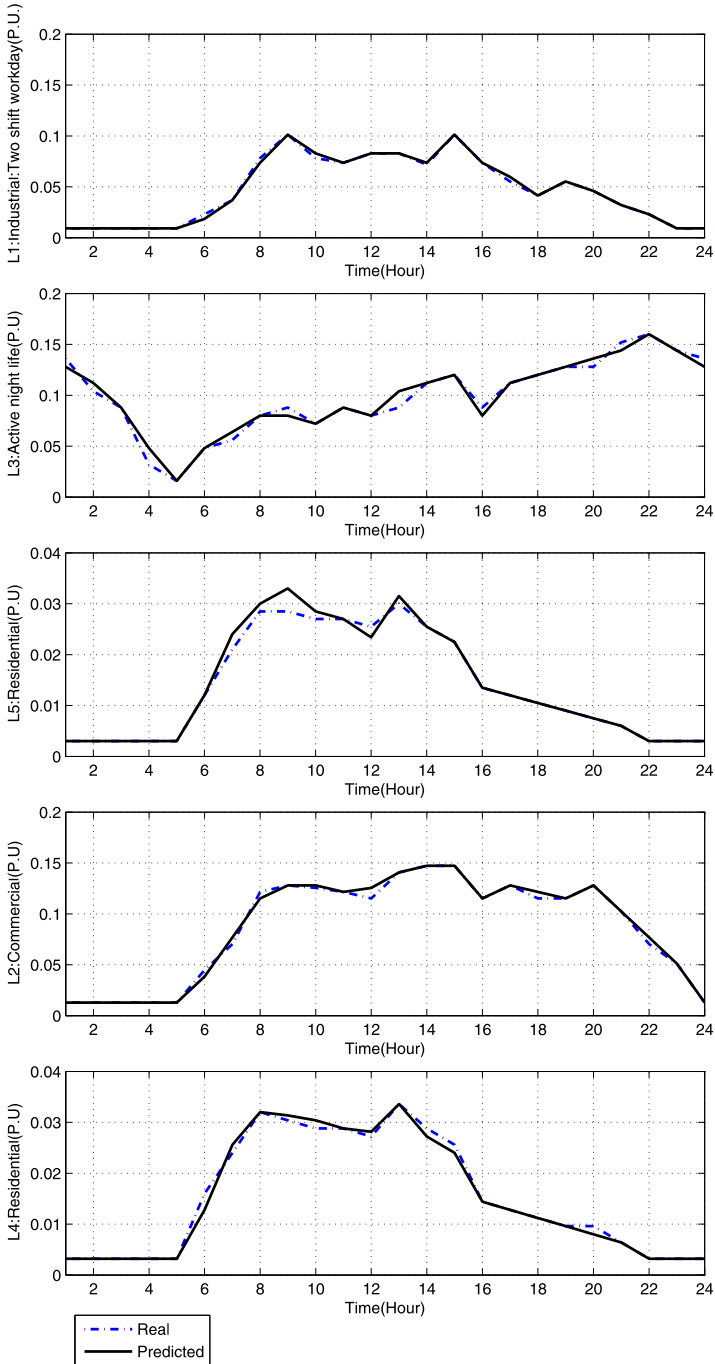 L1:Industrial:Two shift workday(P.U.)
0.2
0.15
0.1
0.05
0
2 4 6 8 10 12 14 16 18 20 22 24
Time(Hour)
L3:Active night life(P.U)
0.2
0.15
0.1
0.05
0
2 4 6 8 10 12 14 16 18 20 22 24
Time(Hour)
L5:Residential(P.U)
0.04
0.03
0.02
0.01
0
2 4 6 8 10 12 14 16 18 20 22 24
Time(Hour)
L2:Commercial(P.U)
0.2
0.15
0.1
0.05
0
2 4 6 8 10 12 14 16 18 20 22 24
Time(Hour)
L4:Residential(P.U)
0.04
0.03
0.02
0.01
0
2 4 6 8 10 12 14 16 18 20 22 24
Time(Hour)
Real
Predicted